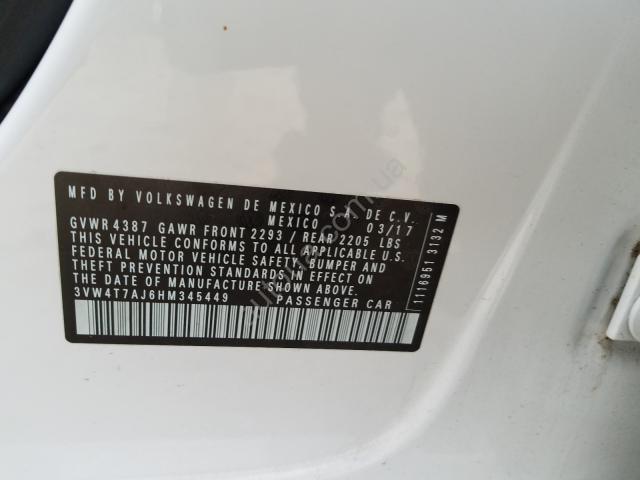 MFD BY VOLKSWAGEN DE MEXICO S.A. DE C.V.
MEXICO 03/17
GVWR 4387 GAWR FRONT 2293 / REAR 2205 LBS
THIS VEHICLE CONFORMS TO ALL APPLICABLE U.S.
FEDERAL MOTOR VEHICLE SAFETY, BUMPER AND
THEFT PREVENTION STANDARDS IN EFFECT ON
THE DATE OF MANUFACTURE SHOWN ABOVE.
3VW4T7AJ6HM345449 PASSENGER CAR
1116951 3132 M